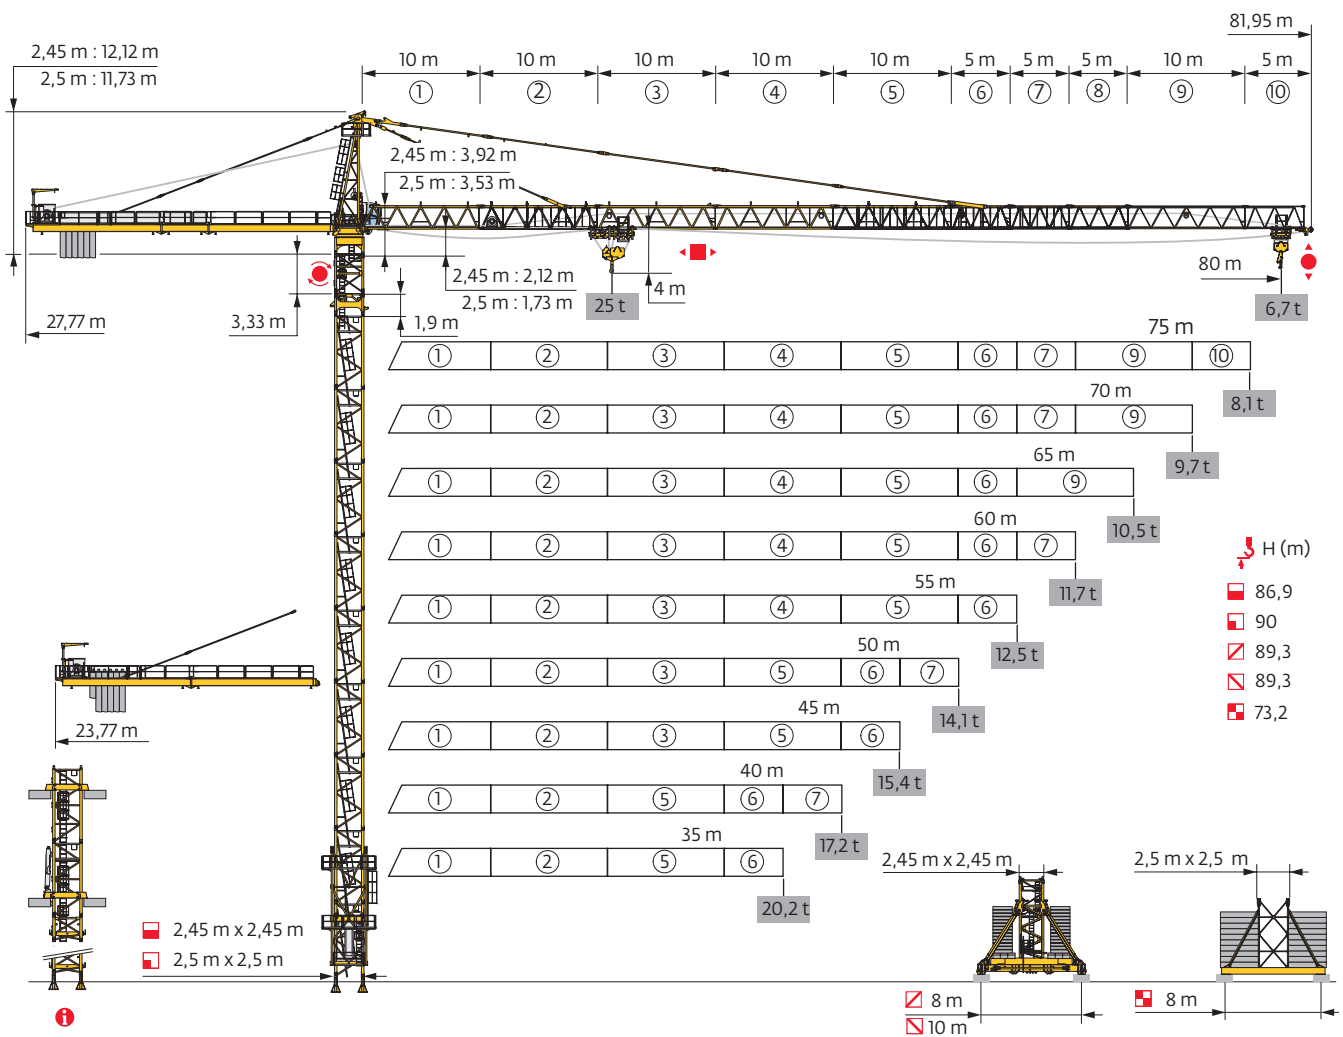 81,95 m
2,45 m : 12,12 m
2,5 m : 11,73 m
10 m 10 m 10 m 10 m 10 m 5 m 5 m 5 m 10 m 5 m
① ② ③ ④ ⑤ ⑥ ⑦ ⑧ ⑨ ⑩
2,45 m : 3,92 m
2,5 m : 3,53 m
2,45 m : 2,12 m
2,5 m : 1,73 m
4 m
80 m
25 t
6,7 t
27,77 m
3,33 m
1,9 m
75 m
① ② ③ ④ ⑤ ⑥ ⑦ ⑨ ⑩
8,1 t
70 m
① ② ③ ④ ⑤ ⑥ ⑦ ⑨
9,7 t
65 m
① ② ③ ④ ⑤ ⑥ ⑨
10,5 t
60 m
① ② ③ ④ ⑤ ⑥ ⑦
11,7 t
55 m
① ② ③ ④ ⑤ ⑥
12,5 t
50 m
① ② ③ ⑤ ⑥ ⑦
14,1 t
45 m
① ② ③ ⑤ ⑥
15,4 t
40 m
① ② ⑤ ⑥ ⑦
17,2 t
35 m
① ② ⑤ ⑥
20,2 t
H (m)
86,9
90
89,3
89,3
73,2
23,77 m
2,45 m x 2,45 m
2,5 m x 2,5 m
i
2,45 m x 2,45 m
8 m
10 m
2,5 m x 2,5 m
8 m